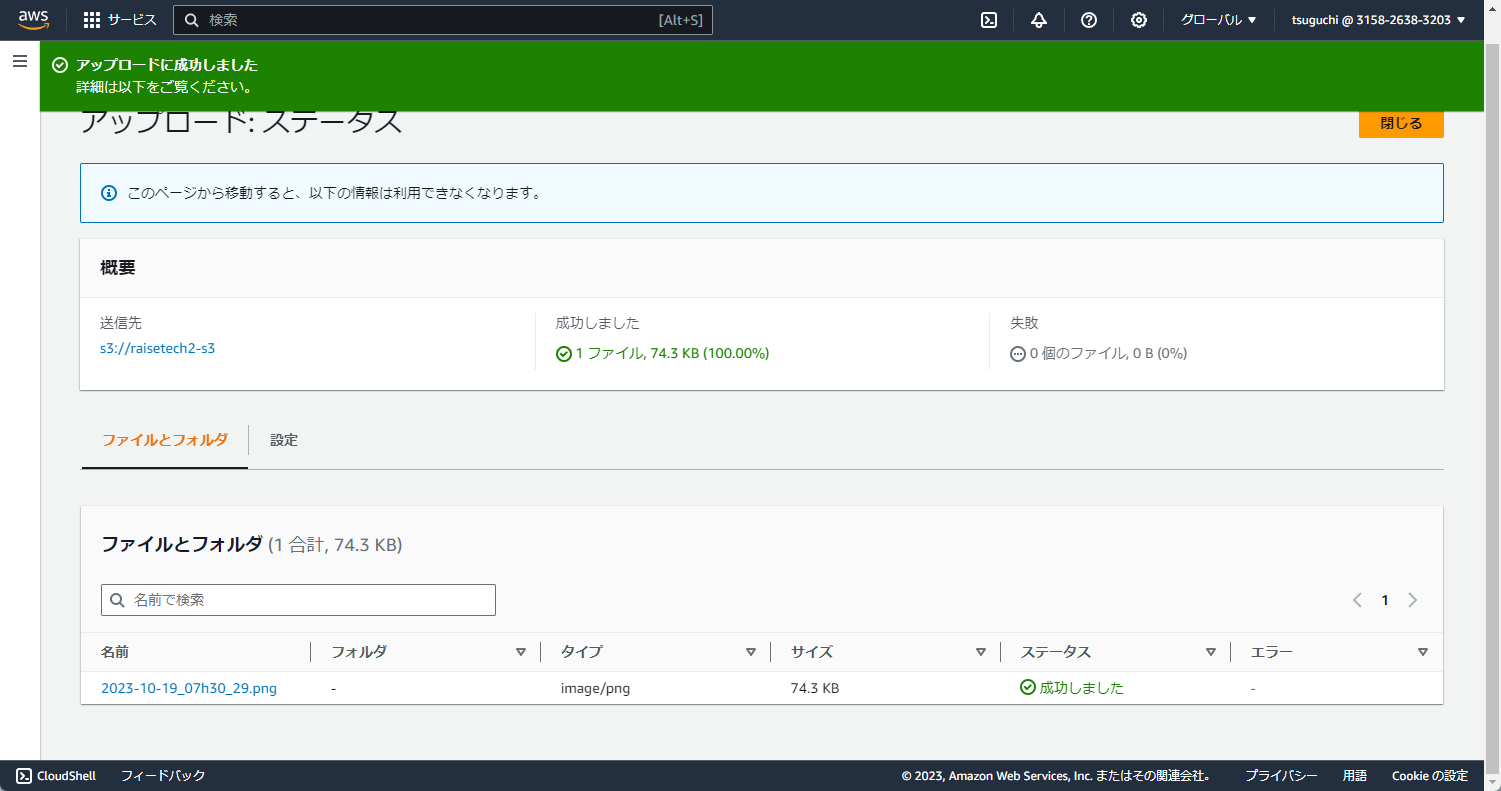 aws サービス 検索 [Alt+S] グローバル ▼ tsuguchi @ 3158-2638-3203 ▼
アップロードに成功しました
詳細は以下をご覧ください。
アップロード: ステータス 閉じる
このページから移動すると、以下の情報は利用できなくなります。
概要
送信先 成功しました 失敗
s3://raisetech2-s3 1 ファイル, 74.3 KB (100.00%) 0 個のファイル, 0 B (0%)
ファイルとフォルダ 設定
ファイルとフォルダ (1 合計, 74.3 KB)
名前で検索 1
名前 フォルダ タイプ サイズ ステータス エラー
2023-10-19_07h30_29.png - image/png 74.3 KB 成功しました -
CloudShell フィードバック © 2023, Amazon Web Services, Inc. またはその関連会社。 プライバシー 用語 Cookie の設定